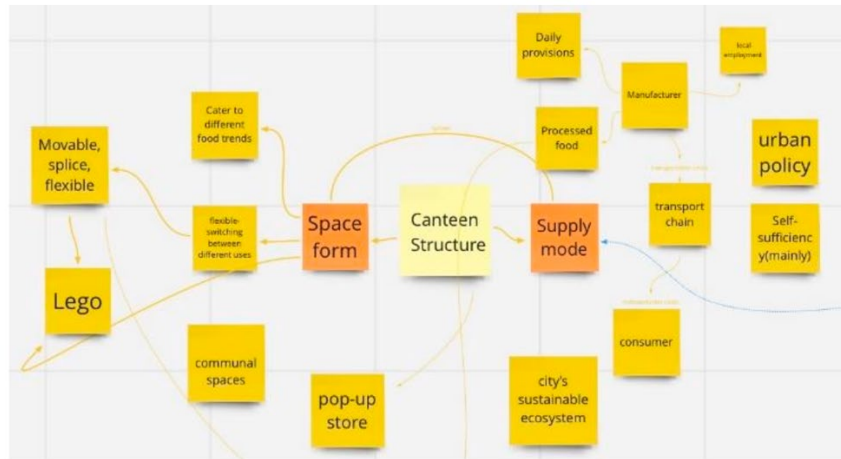 Daily
provisions
local
employment
Manufacturer
Cater to
different
food trends
Processed
food
Movable,
splice,
flexible
urban
policy
Space
form
Canteen
Structure
Supply
mode
transport
chain
flexible-
switching
between
different uses
Self-
sufficienc
y(mainly)
Lego
communal
spaces
consumer
pop-up
store
city's
sustainable
ecosystem